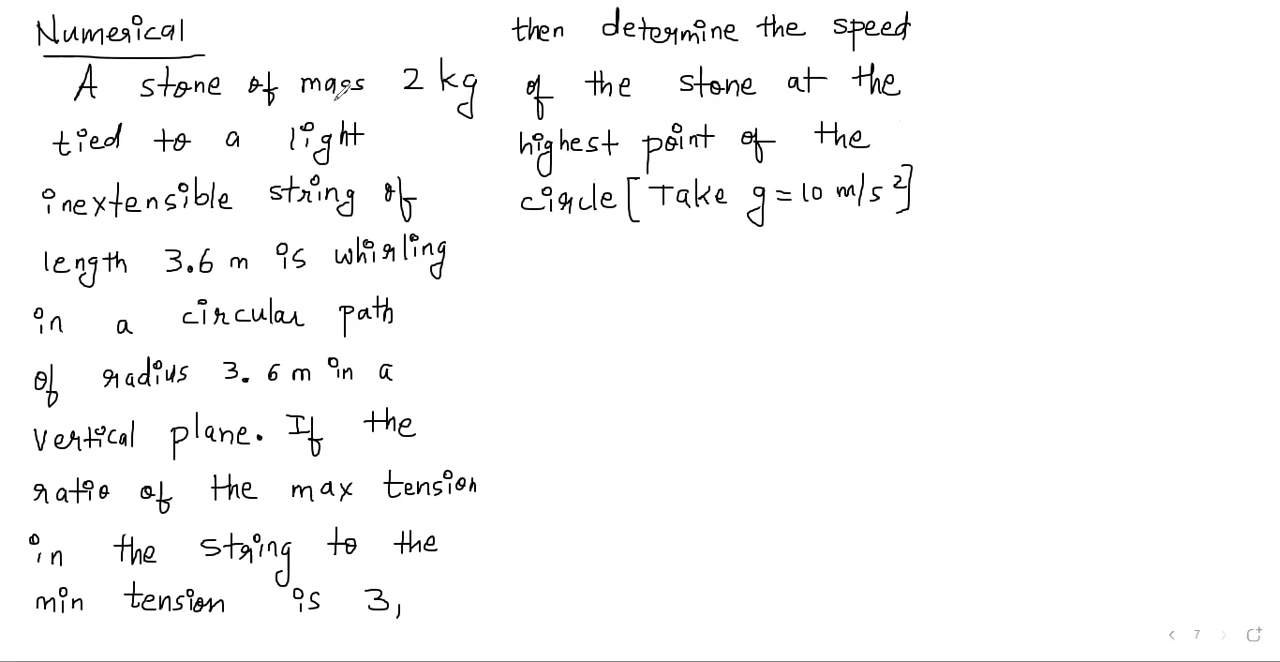 Numerical
A stone of mass 2 kg
tied to a light
inextensible string of
length 3.6 m is whirling
in a circular path
of radius 3.6 m in a
vertical plane. If the
ratio of the max tension
in the string to the
min tension is 3,
then determine the speed
of the stone at the
highest point of the
circle [Take g = 10 m/s²]
< 7 >